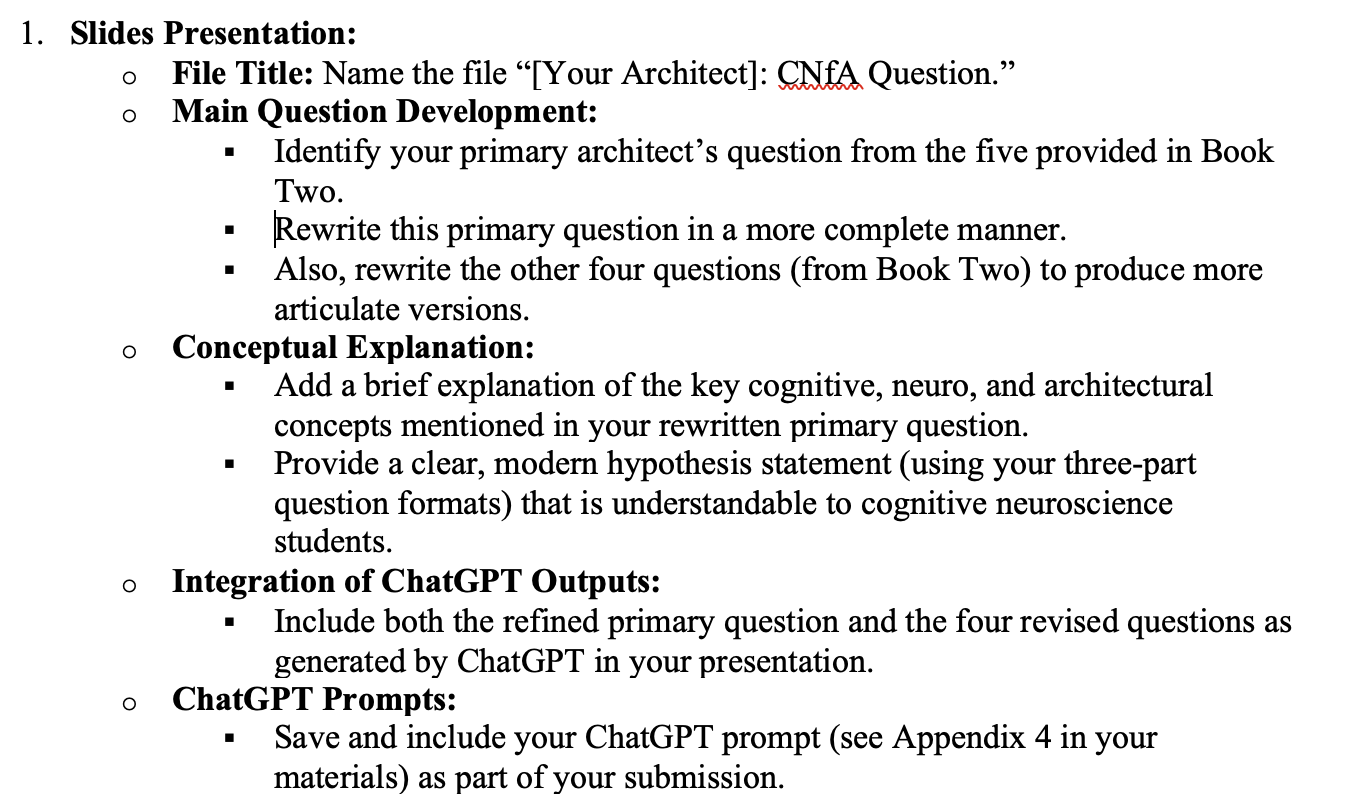 1. Slides Presentation:
o File Title: Name the file “[Your Architect]: CNfA Question.”
o Main Question Development:
▪ Identify your primary architect’s question from the five provided in Book
Two.
▪ Rewrite this primary question in a more complete manner.
▪ Also, rewrite the other four questions (from Book Two) to produce more
articulate versions.
o Conceptual Explanation:
▪ Add a brief explanation of the key cognitive, neuro, and architectural
concepts mentioned in your rewritten primary question.
▪ Provide a clear, modern hypothesis statement (using your three-part
question formats) that is understandable to cognitive neuroscience
students.
o Integration of ChatGPT Outputs:
▪ Include both the refined primary question and the four revised questions as
generated by ChatGPT in your presentation.
o ChatGPT Prompts:
▪ Save and include your ChatGPT prompt (see Appendix 4 in your
materials) as part of your submission.